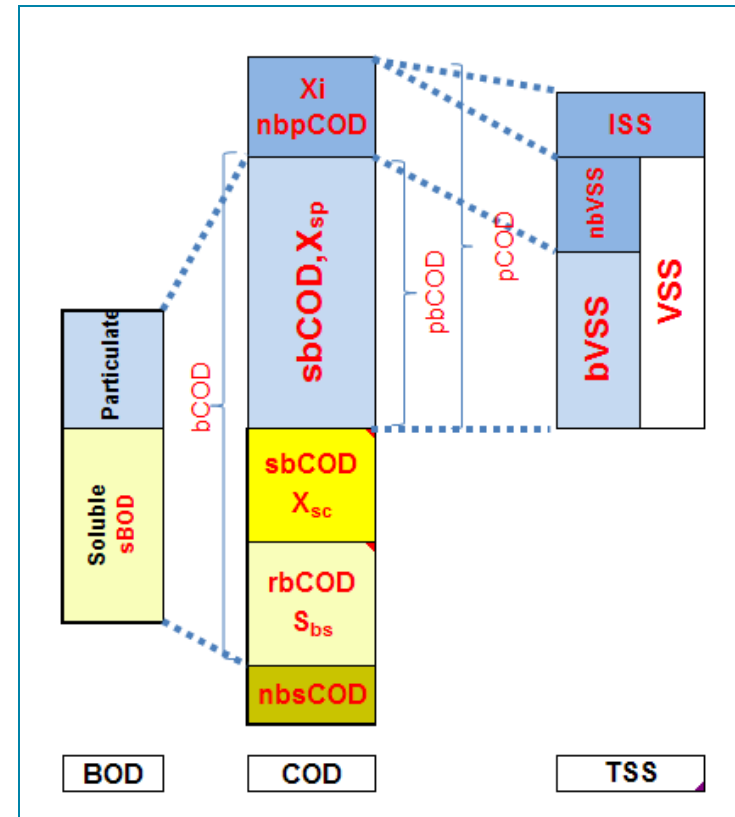 Xi
nbpCOD
sbCOD,Xsp
sbCOD
Xsc
rbCOD
Sbs
nbsCOD
Particulate
Soluble
sBOD
bCOD
pbCOD
pCOD
ISS
nbVSS
bVSS
VSS
BOD
COD
TSS